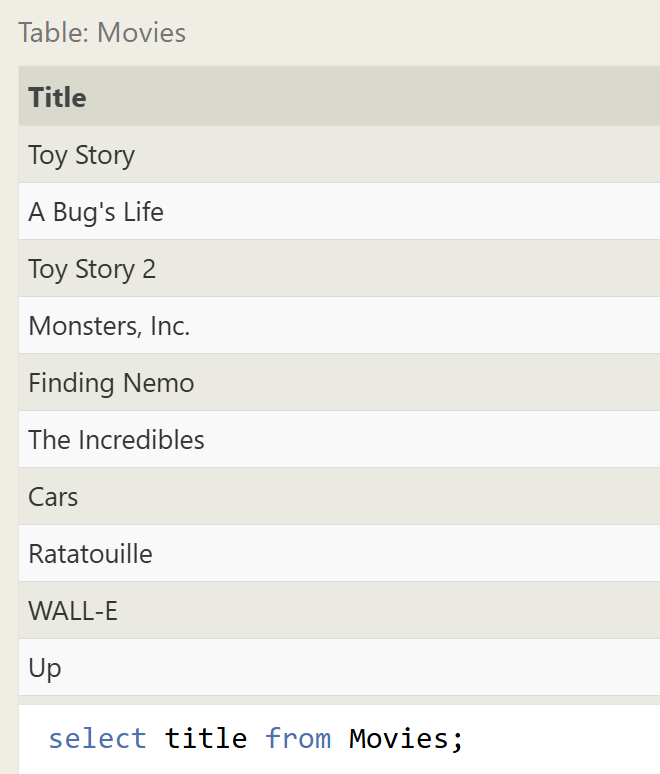 Table: Movies
Title
Toy Story
A Bug's Life
Toy Story 2
Monsters, Inc.
Finding Nemo
The Incredibles
Cars
Ratatouille
WALL-E
Up
select title from Movies;